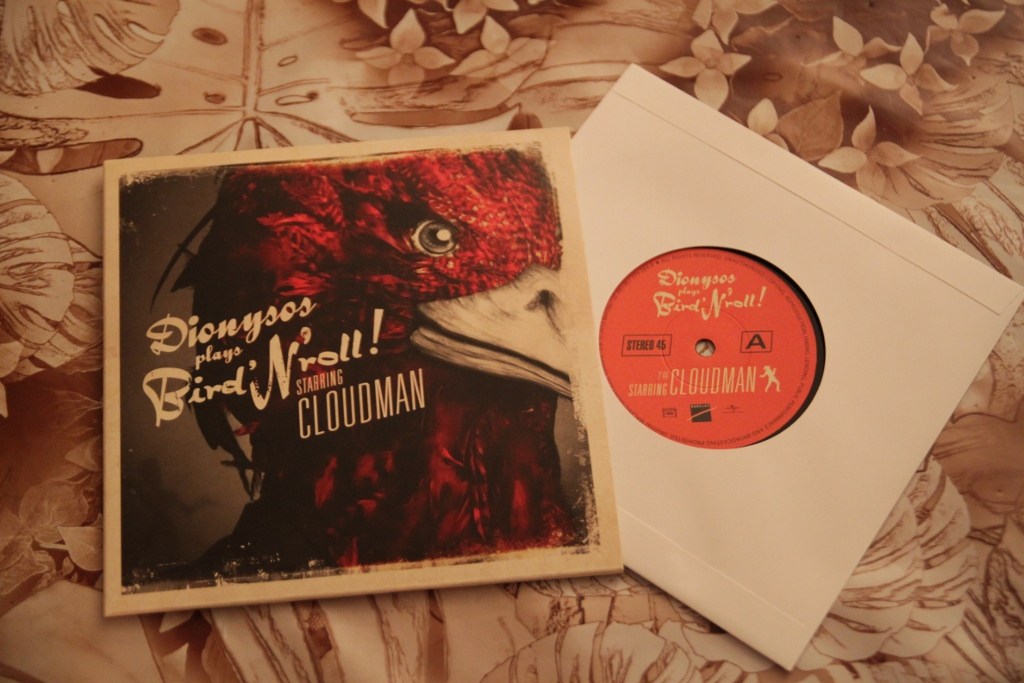 Dionysos
plays
Bird'N'roll!
STARRING
CLOUDMAN
Dionysos
plays
Bird'N'roll!
STEREO 45
A
STARRING CLOUDMAN